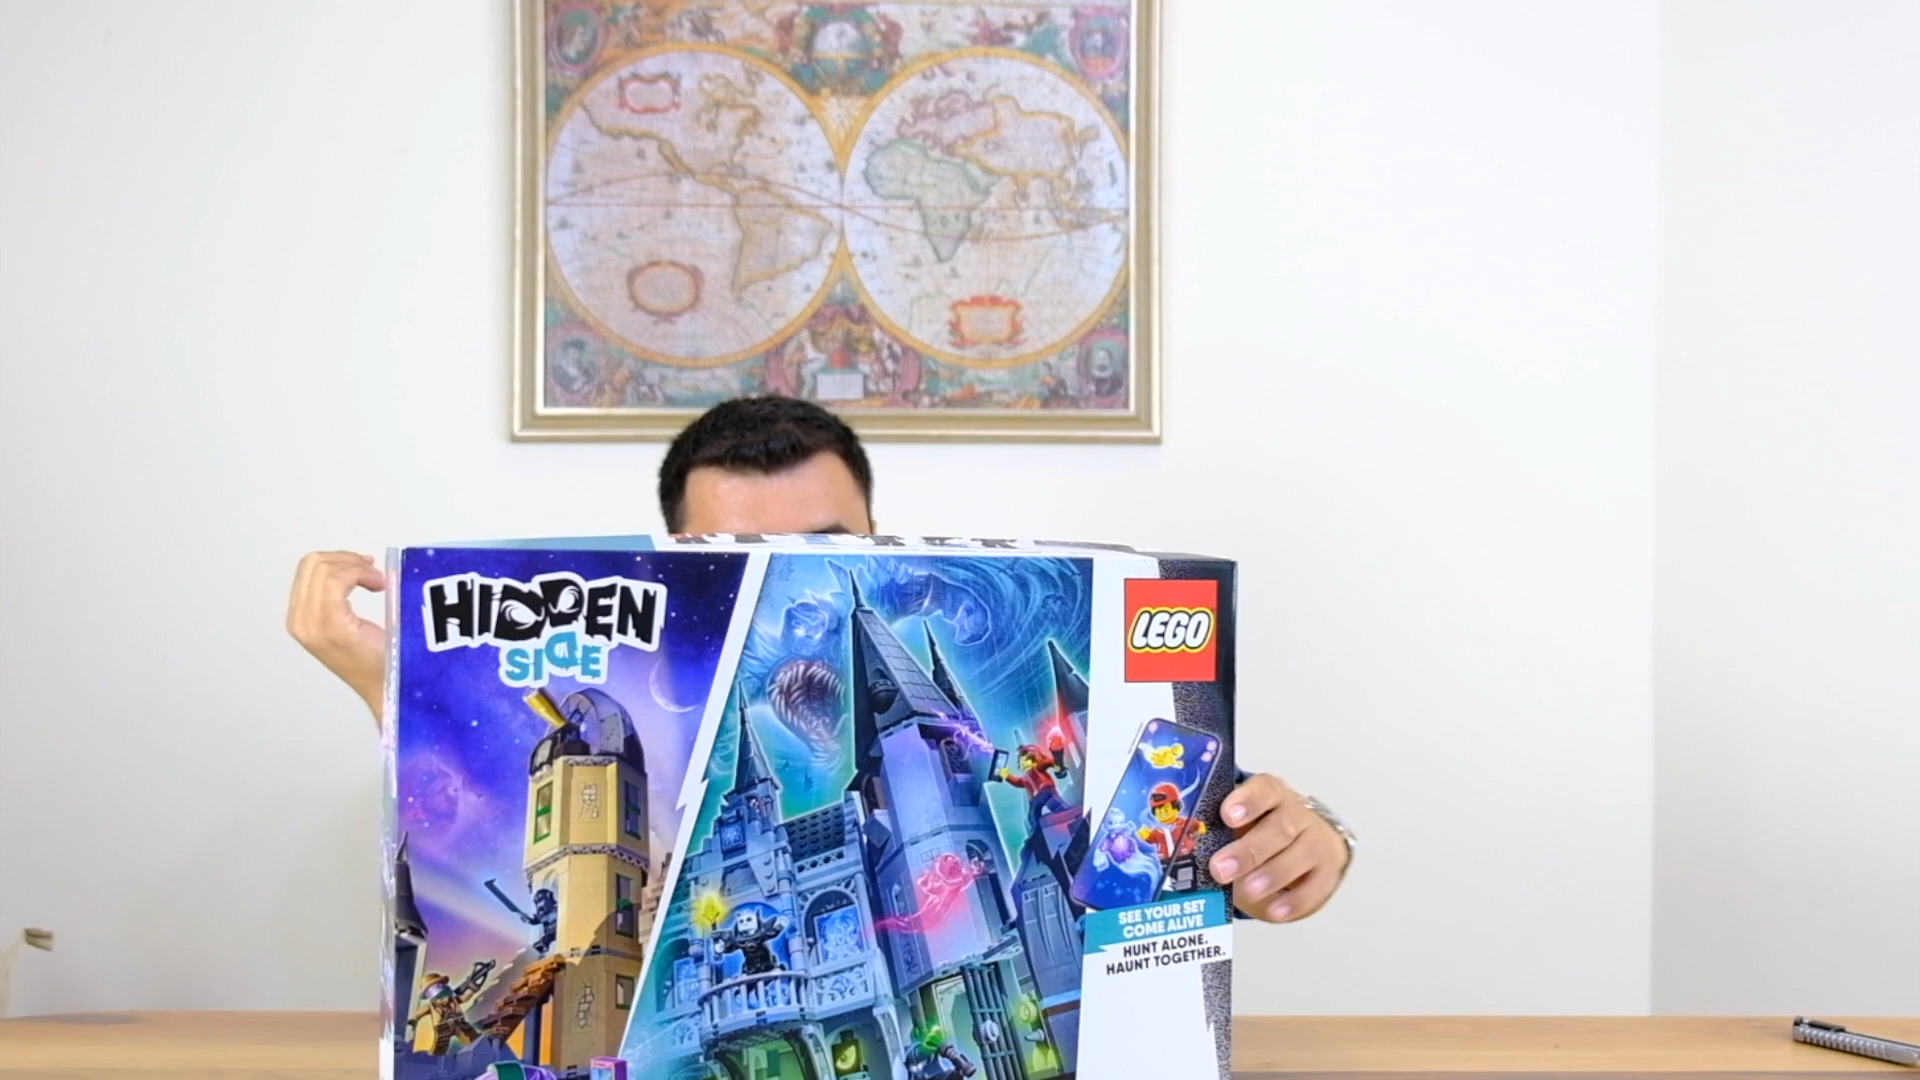 HIDDEN
SIDE
LEGO
SEE YOUR SET
COME ALIVE
HUNT ALONE.
HAUNT TOGETHER.